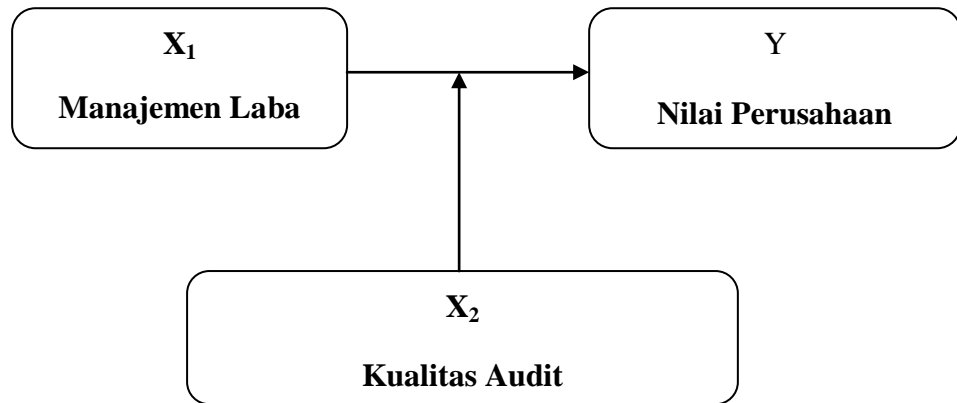 X₁
Manajemen Laba
Y
Nilai Perusahaan
X₂
Kualitas Audit